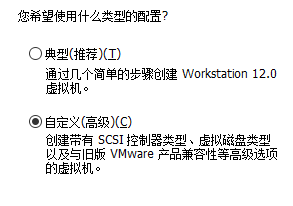 您希望使用什么类型的配置?
典型(推荐)(T)
通过几个简单的步骤创建 Workstation 12.0
虚拟机。
自定义(高级)(C)
创建带有 SCSI 控制器类型、虚拟磁盘类型
以及与旧版 VMware 产品兼容性等高级选项
的虚拟机。